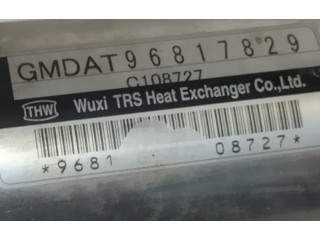 GMDAT96817829
C108727
THW Wuxi TRS Heat Exchanger Co.,Ltd.
*9681 08727*